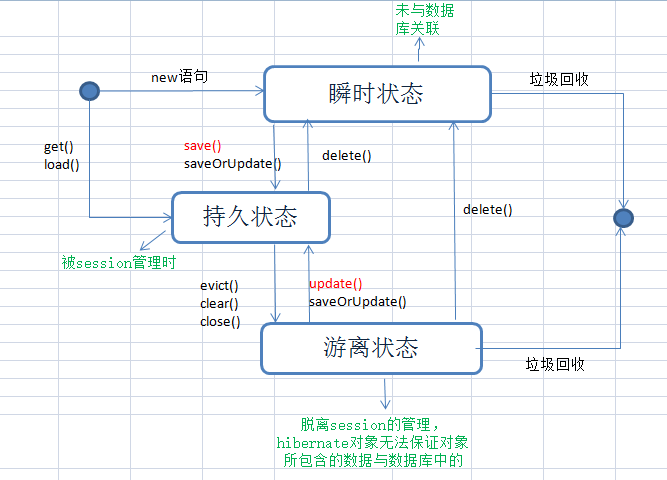 未与数据
库关联
new语句
瞬时状态
垃圾回收
get()
load()
save()
saveOrUpdate()
delete()
持久状态
delete()
被session管理时
evict()
clear()
close()
update()
saveOrUpdate()
游离状态
垃圾回收
脱离session的管理，
hibernate对象无法保证对象
所包含的数据与数据库中的